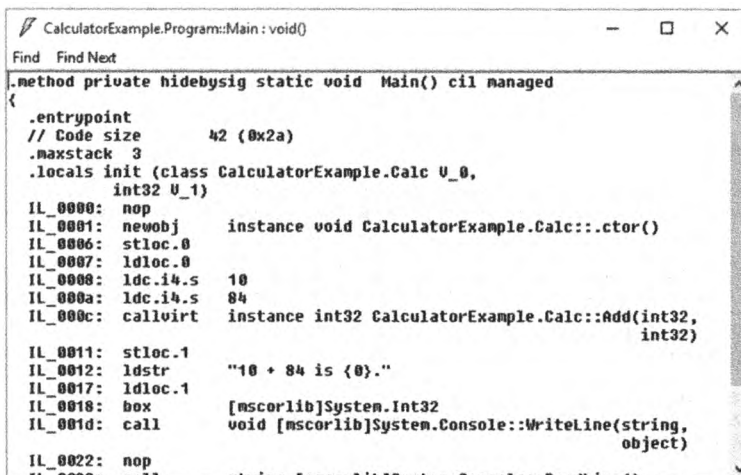 CalculatorExample.Program::Main : void()
Find Find Next
.method private hidebysig static void  Main() cil managed
{
  .entrypoint
  // Code size       42 (0x2a)
  .maxstack  3
  .locals init (class CalculatorExample.Calc V_0,
           int32 V_1)
  IL_0000:  nop
  IL_0001:  newobj     instance void CalculatorExample.Calc::.ctor()
  IL_0006:  stloc.0
  IL_0007:  ldloc.0
  IL_0008:  ldc.i4.s   10
  IL_000a:  ldc.i4.s   84
  IL_000c:  callvirt   instance int32 CalculatorExample.Calc::Add(int32,
                                                                  int32)
  IL_0011:  stloc.1
  IL_0012:  ldstr      "10 + 84 is {0}."
  IL_0017:  ldloc.1
  IL_0018:  box        [mscorlib]System.Int32
  IL_001d:  call       void [mscorlib]System.Console::WriteLine(string,
                                                                object)
  IL_0022:  nop